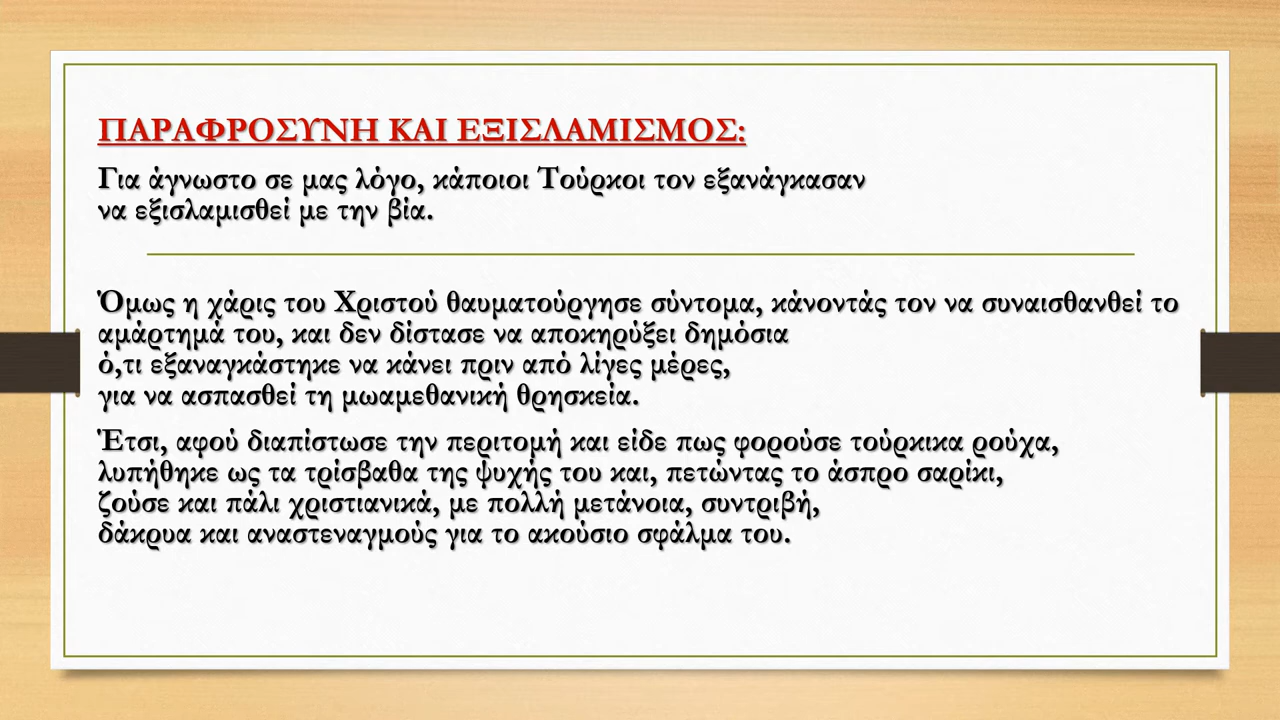 ΠΑΡΑΦΡΟΣΥΝΗ ΚΑΙ ΕΞΙΣΛΑΜΙΣΜΟΣ:
Για άγνωστο σε μας λόγο, κάποιοι Τούρκοι τον εξανάγκασαν
να εξισλαμισθεί με την βία.
Όμως η χάρις του Χριστού θαυματούργησε σύντομα, κάνοντάς τον να συναισθανθεί το
αμάρτημά του, και δεν δίστασε να αποκηρύξει δημόσια
ό,τι εξαναγκάστηκε να κάνει πριν από λίγες μέρες,
για να ασπασθεί τη μωαμεθανική θρησκεία.
Έτσι, αφού διαπίστωσε την περιτομή και είδε πως φορούσε τούρκικα ρούχα,
λυπήθηκε ως τα τρίσβαθα της ψυχής του και, πετώντας το άσπρο σαρίκι,
ζούσε και πάλι χριστιανικά, με πολλή μετάνοια, συντριβή,
δάκρυα και αναστεναγμούς για το ακούσιο σφάλμα του.